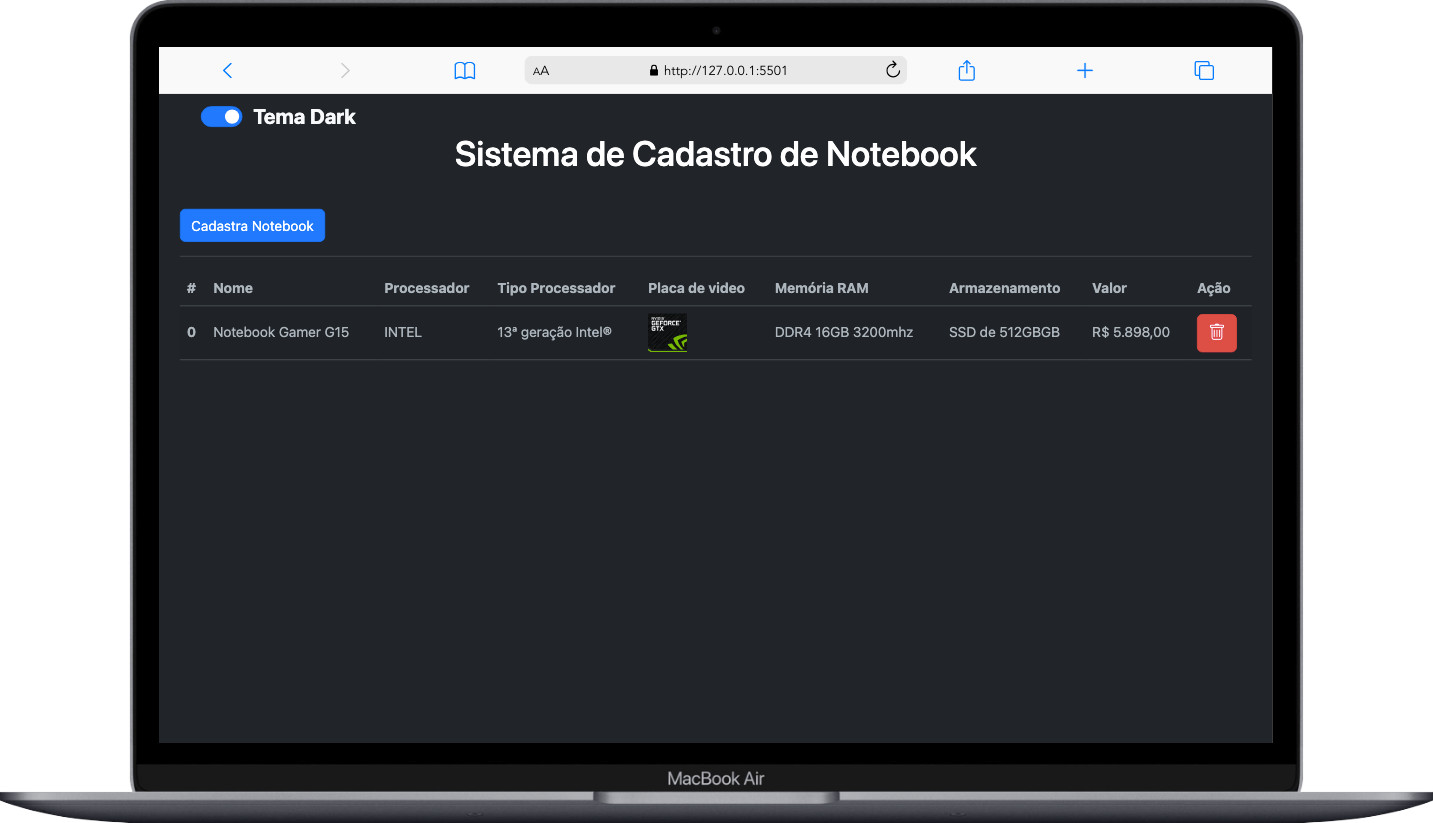 AA http://127.0.0.1:5501
Tema Dark
Sistema de Cadastro de Notebook
Cadastra Notebook
# Nome Processador Tipo Processador Placa de video Memória RAM Armazenamento Valor Ação
0 Notebook Gamer G15 INTEL 13ª geração Intel® NVIDIA GEFORCE GTX DDR4 16GB 3200mhz SSD de 512GBGB R$ 5.898,00
MacBook Air